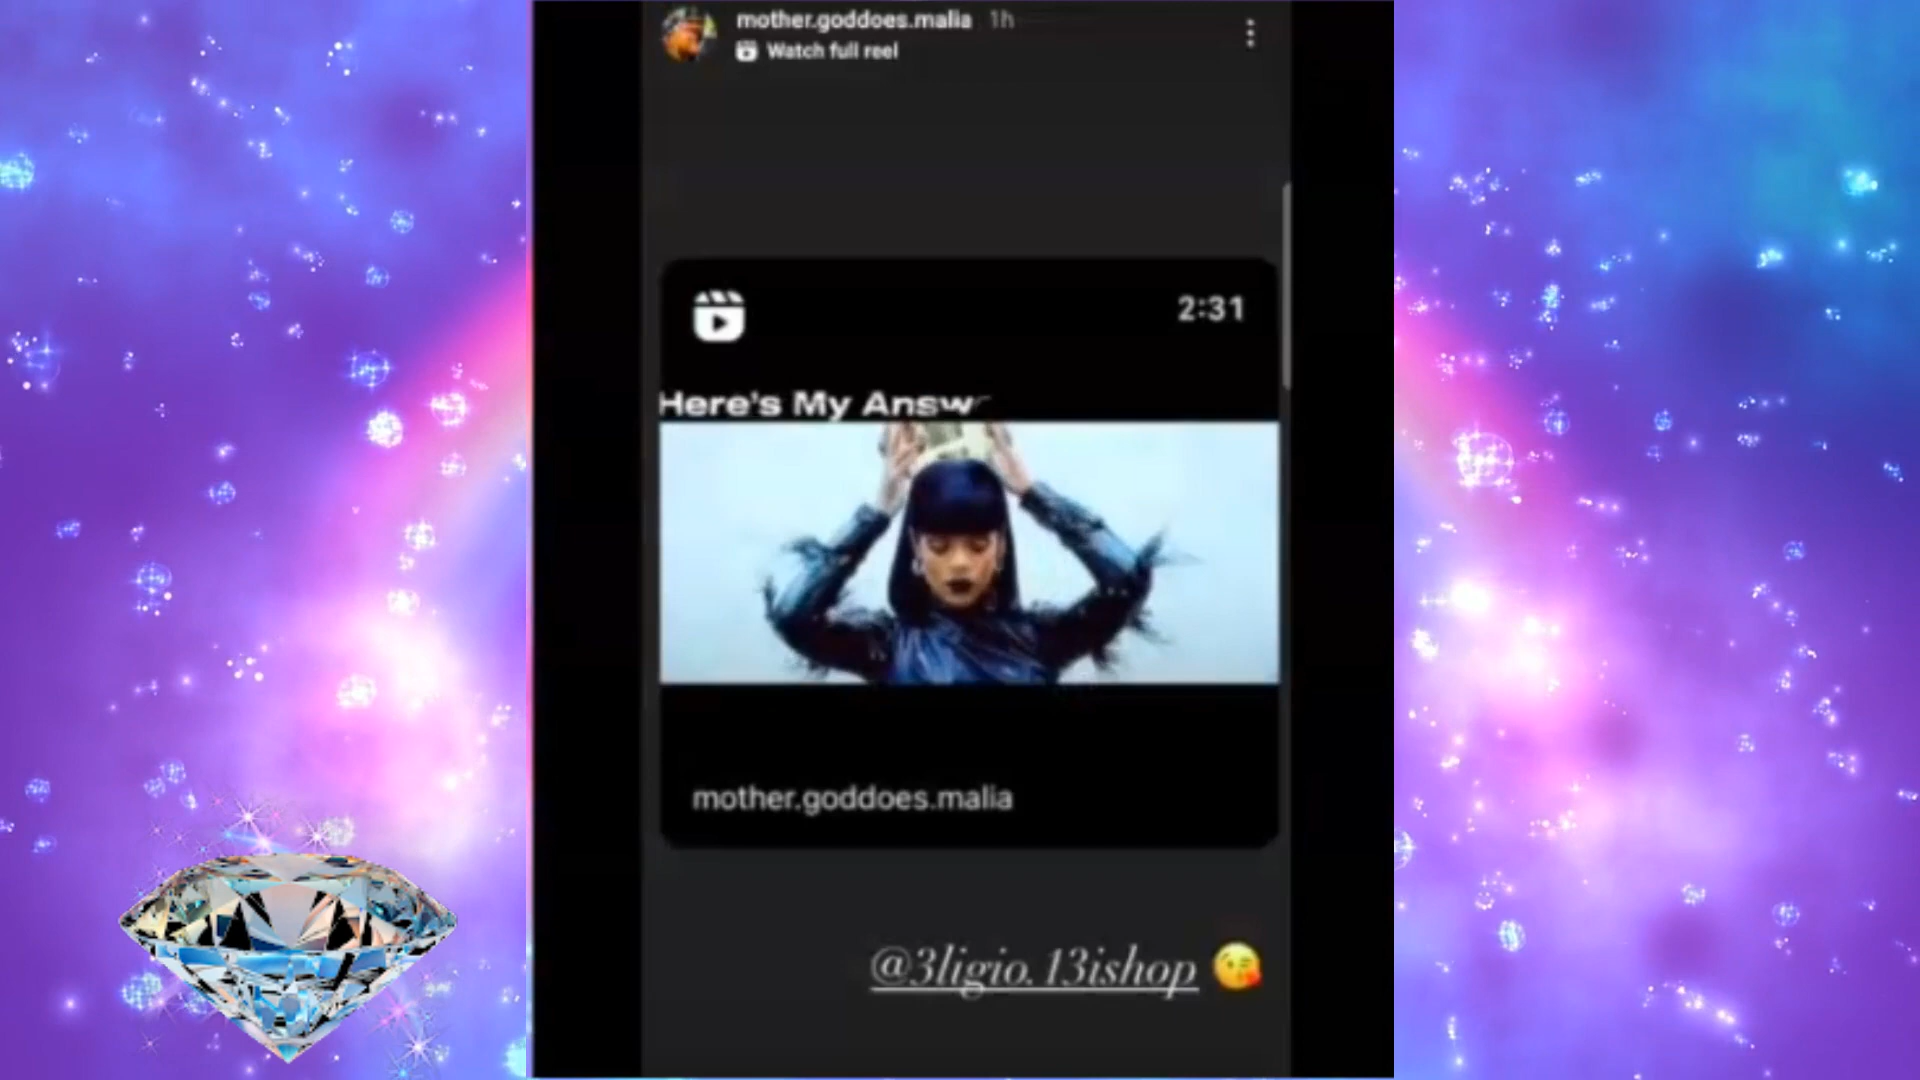 mother.goddoes.malia 1h
Watch full reel
2:31
Here's My Answ
mother.goddoes.malia
@3ligio.13ishop 😘